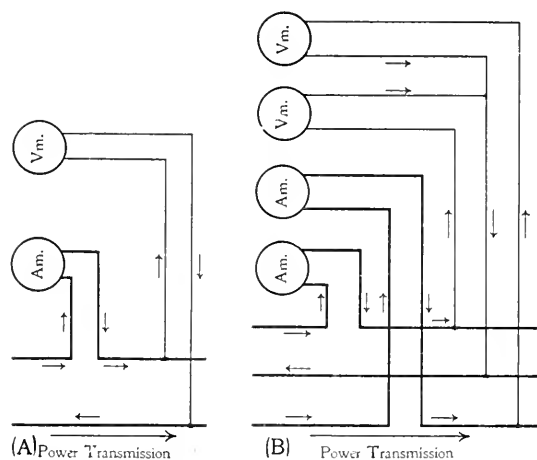 Vm.
Vm.
Vm.
Am.
Am.
Am.
(A) Power Transmission
(B) Power Transmission